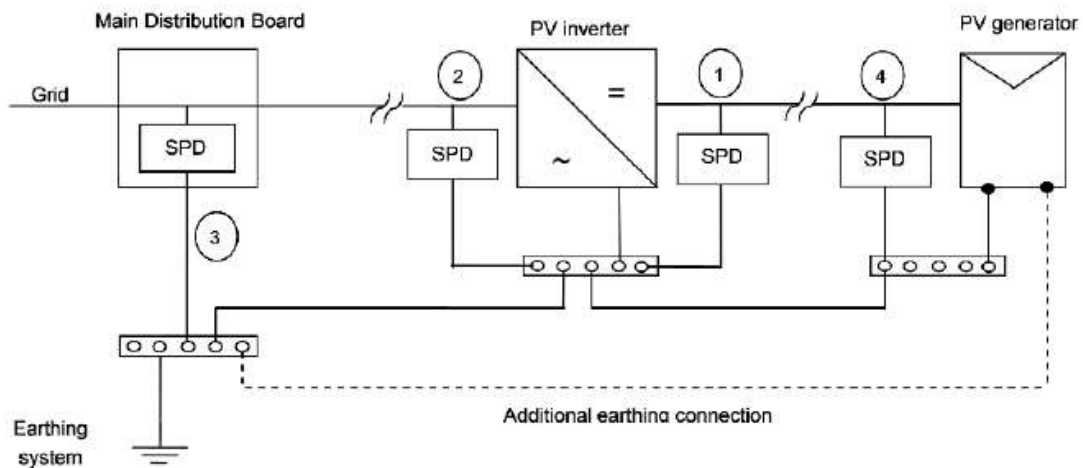 Main Distribution Board
PV inverter
PV generator
Grid
2
1
4
=
~
SPD
SPD
SPD
SPD
3
Additional earthing connection
Earthing
system